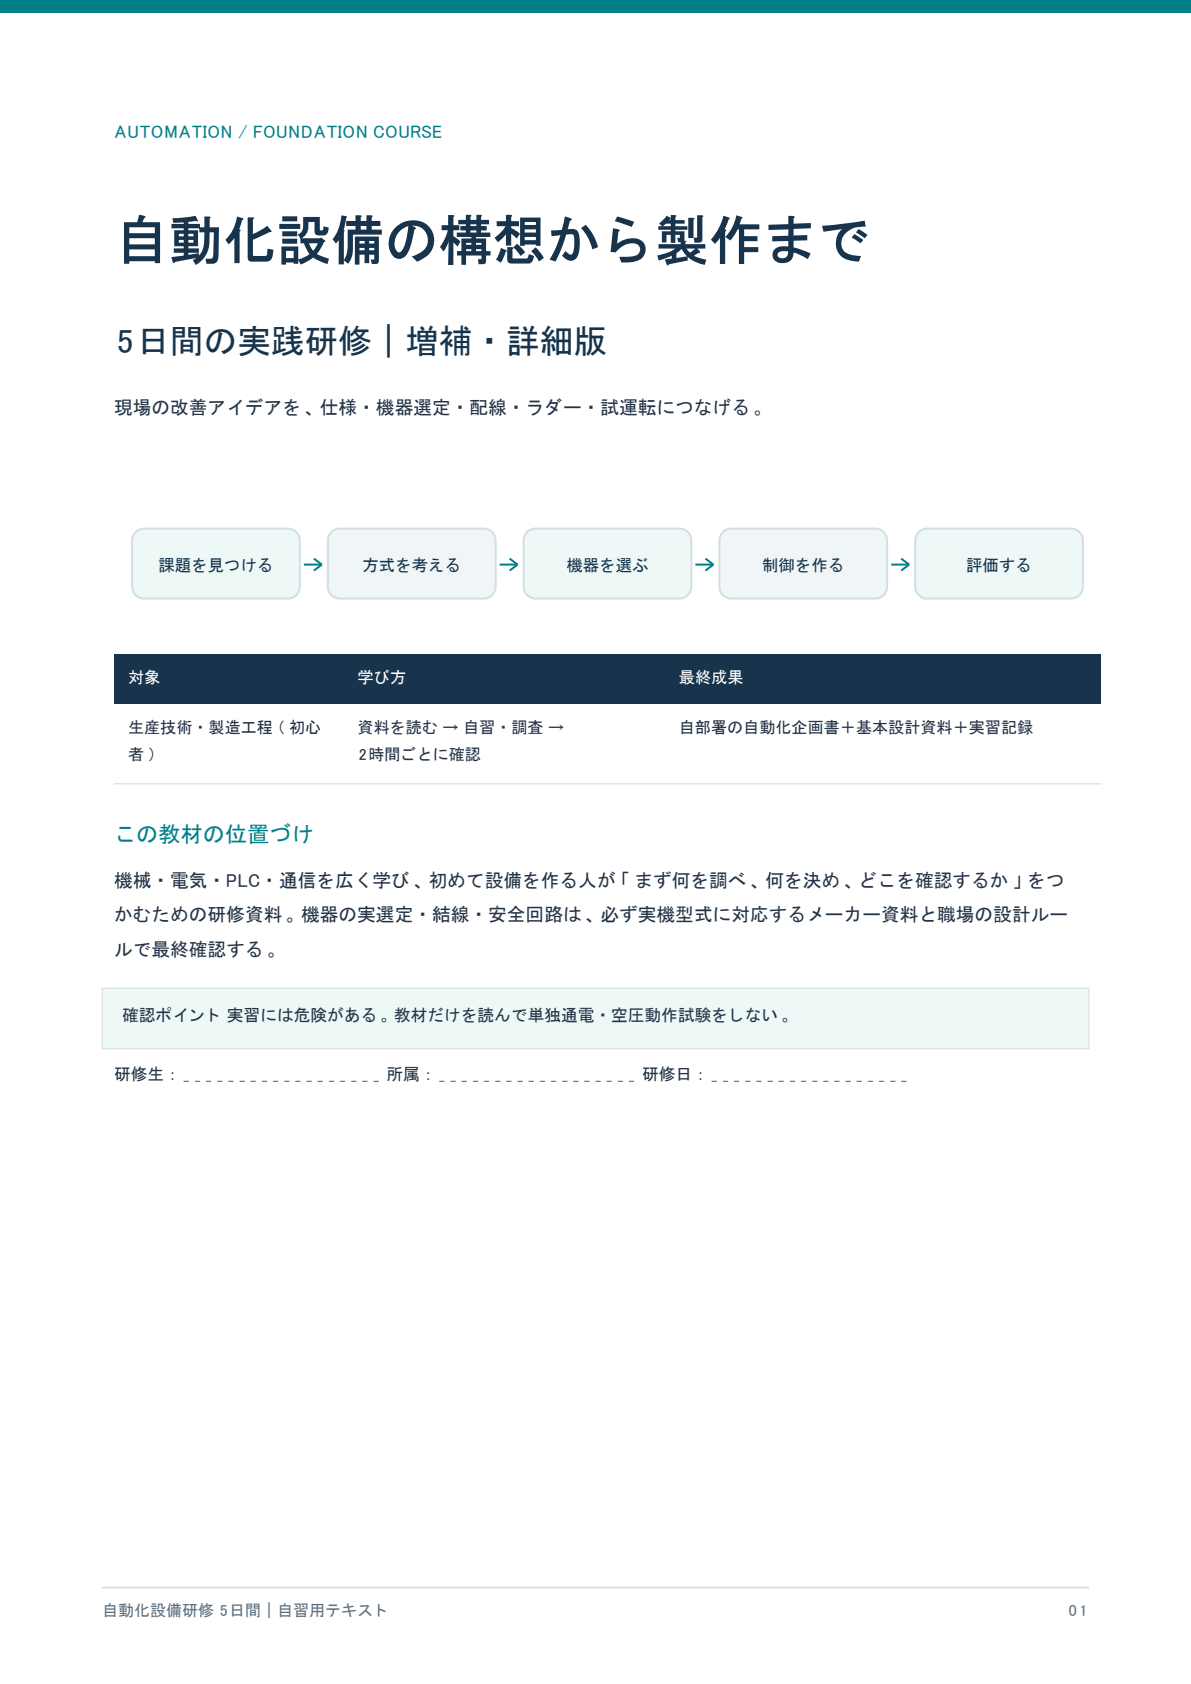 AUTOMATION / FOUNDATION COURSE
自動化設備の構想から製作まで
5日間の実践研修｜増補・詳細版
現場の改善アイデアを、仕様・機器選定・配線・ラダー・試運転につなげる。
課題を見つける → 方式を考える → 機器を選ぶ → 制御を作る → 評価する
対象 学び方 最終成果
生産技術・製造工程（初心 資料を読む → 自習・調査 → 自部署の自動化企画書＋基本設計資料＋実習記録
者） 2時間ごとに確認
この教材の位置づけ
機械・電気・PLC・通信を広く学び、初めて設備を作る人が「まず何を調べ、何を決め、どこを確認するか」をつ
かむための研修資料。機器の実選定・結線・安全回路は、必ず実機型式に対応するメーカー資料と職場の設計ルー
ルで最終確認する。
確認ポイント 実習には危険がある。教材だけを読んで単独通電・空圧動作試験をしない。
研修生：__________________ 所属：__________________ 研修日：__________________
自動化設備研修 5日間｜自習用テキスト 01